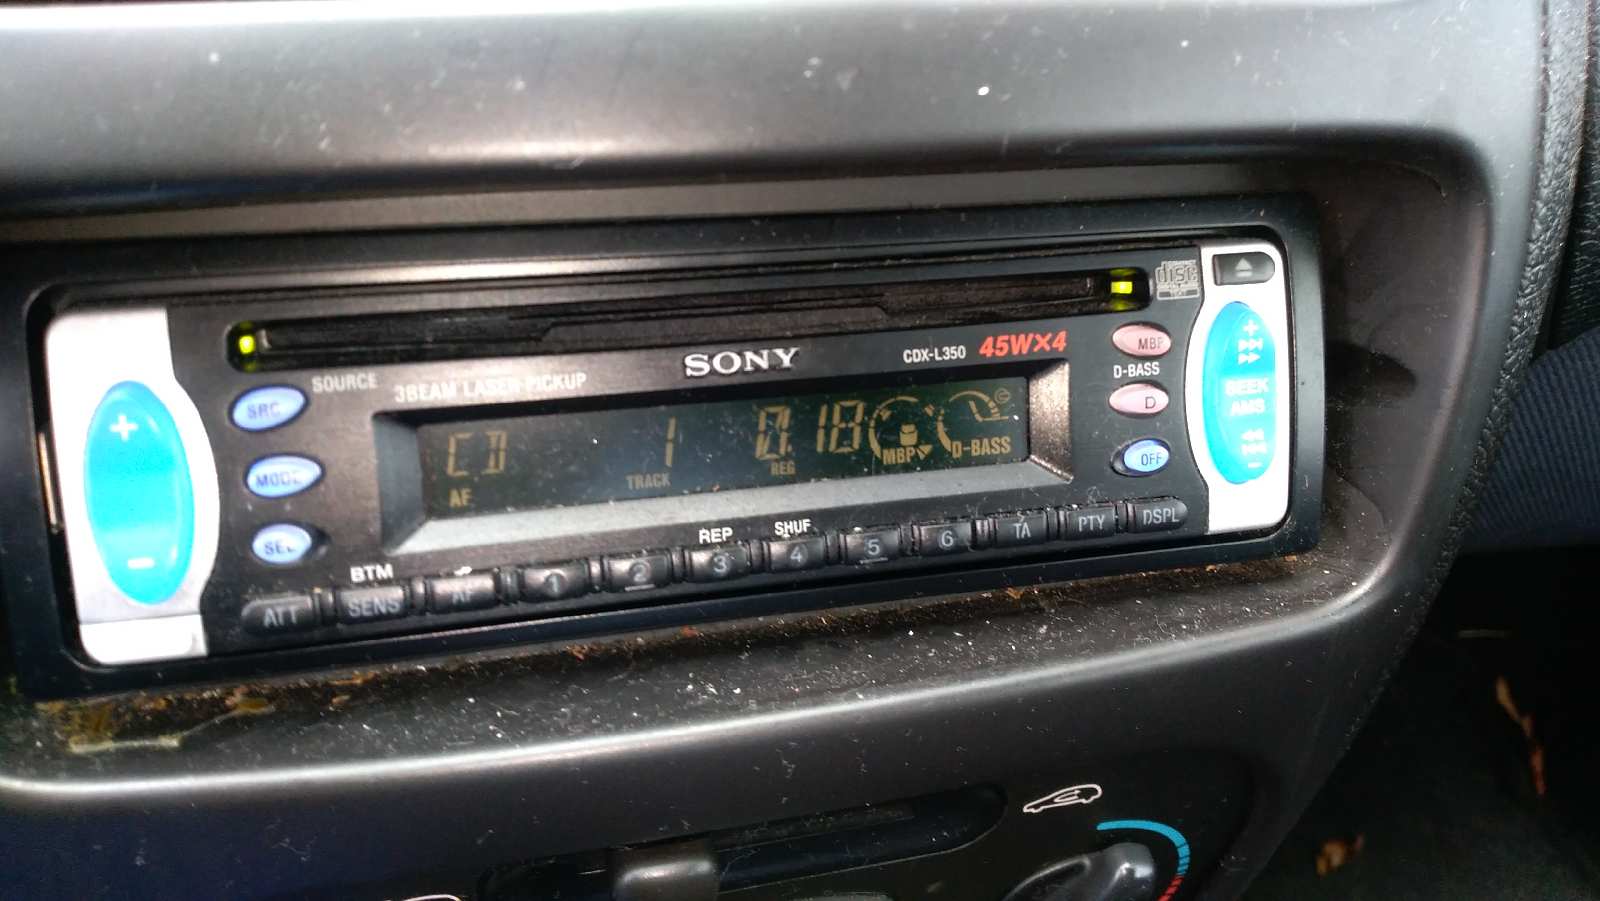 disc
SONY
CDX-L350 45W×4
MBP
SOURCE
3BEAM LASER PICKUP
D-BASS
SRC
D
SEEK
AMS
CD 1 0.18
MBP D-BASS
AF TRACK REG
MODE
OFF
SEL
REP SHUF
BTM
ATT SENS AF 1 2 3 4 5 6 TA PTY DSPL